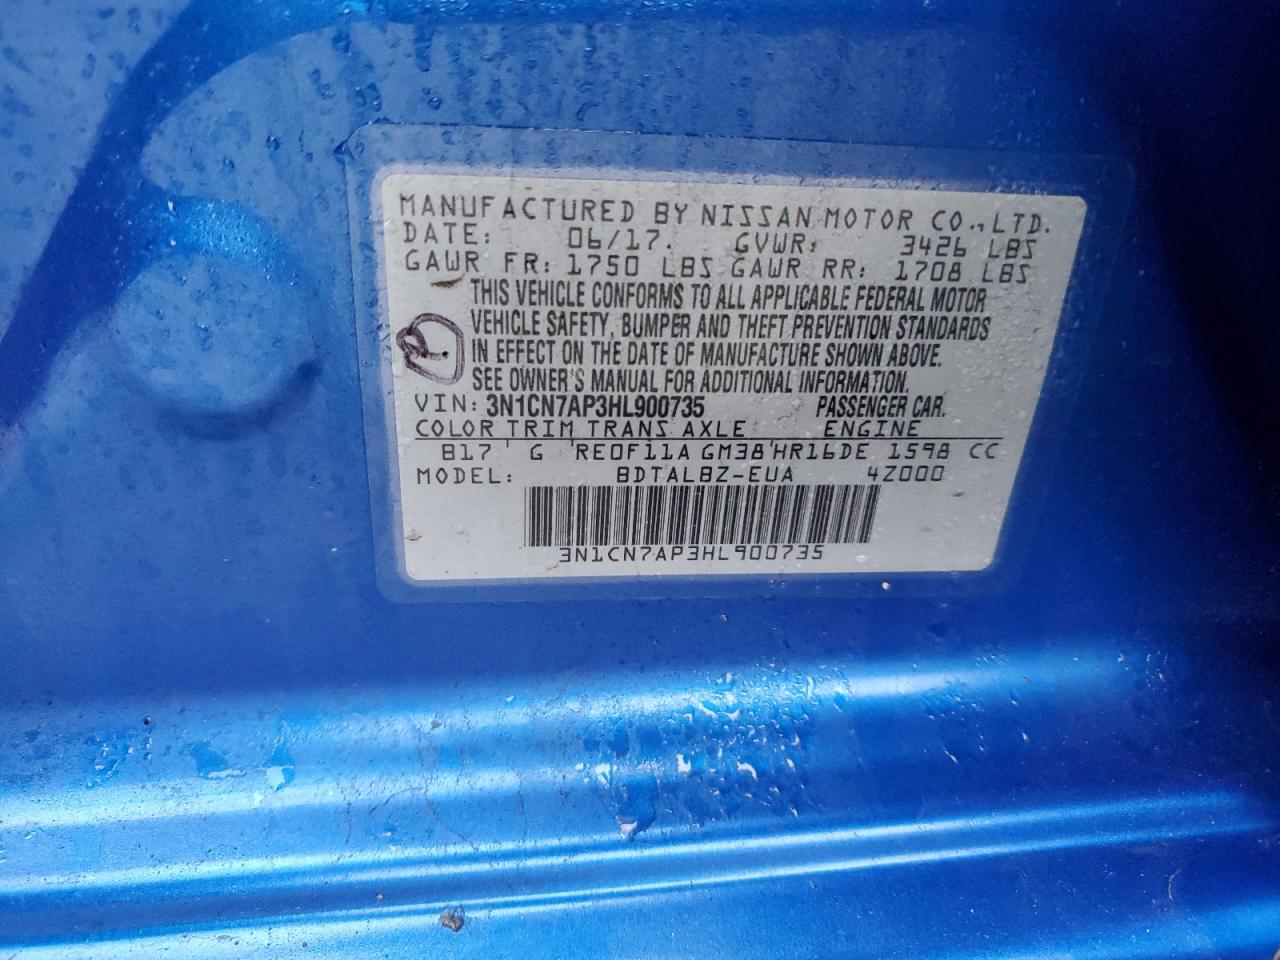 MANUFACTURED BY NISSAN MOTOR CO.,LTD.
DATE: 06/17. GVWR: 3426 LBS
GAWR FR: 1750 LBS GAWR RR: 1708 LBS
THIS VEHICLE CONFORMS TO ALL APPLICABLE FEDERAL MOTOR
VEHICLE SAFETY, BUMPER AND THEFT PREVENTION STANDARDS
IN EFFECT ON THE DATE OF MANUFACTURE SHOWN ABOVE.
SEE OWNER'S MANUAL FOR ADDITIONAL INFORMATION.
VIN: 3N1CN7AP3HL900735 PASSENGER CAR.
COLOR TRIM TRANS AXLE ENGINE
B17 G RE0F11A GM38 HR16DE 1598 CC
MODEL: BDTALBZ-EUA 4Z000
3N1CN7AP3HL900735